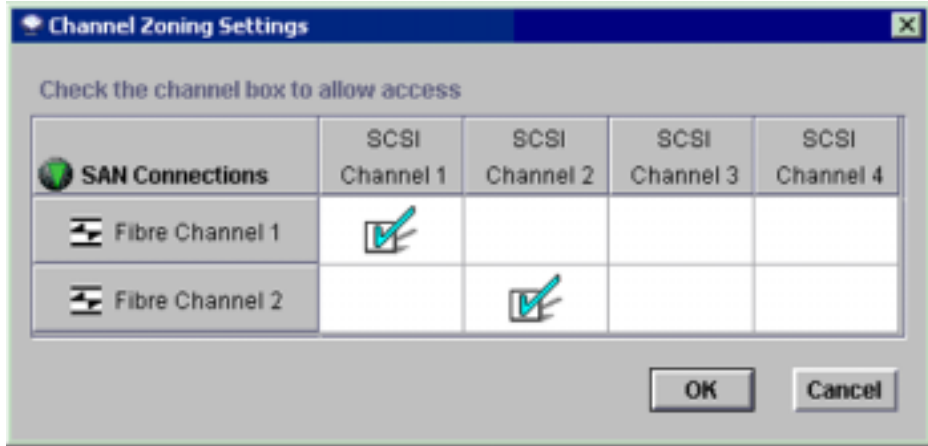 Channel Zoning Settings
Check the channel box to allow access
SAN Connections
SCSI Channel 1
SCSI Channel 2
SCSI Channel 3
SCSI Channel 4
Fibre Channel 1
Fibre Channel 2
OK
Cancel